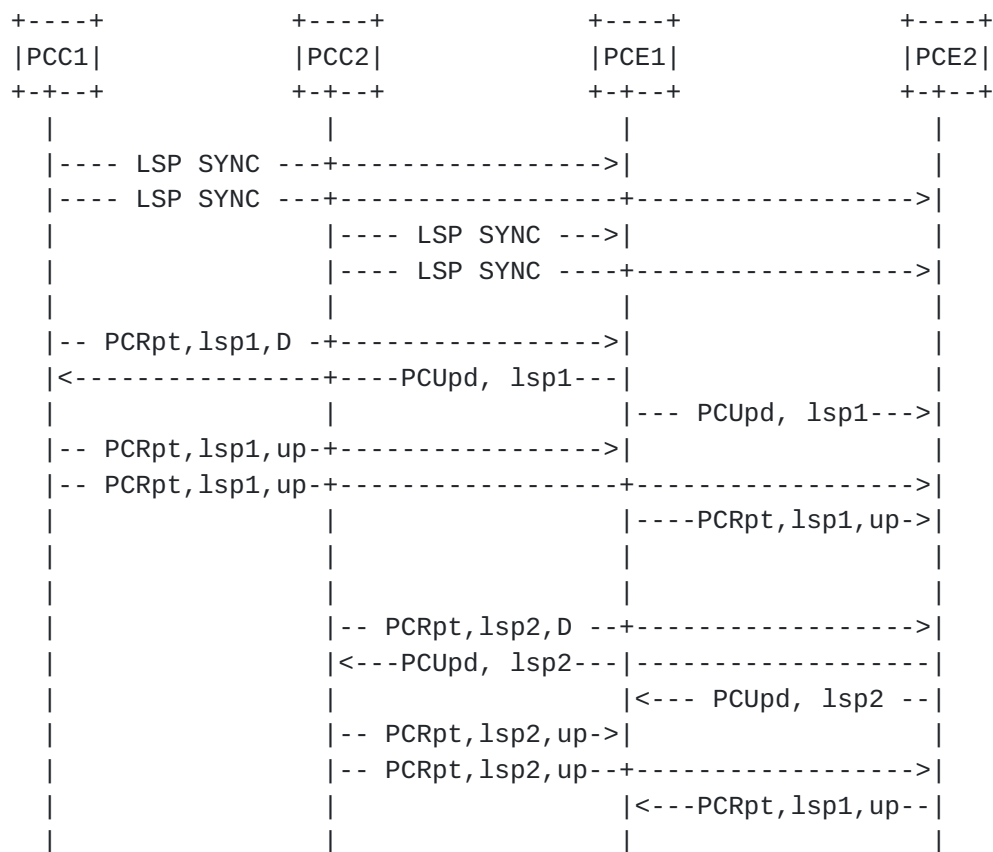 +----+            +----+             +----+              +----+
|PCC1|            |PCC2|             |PCE1|              |PCE2|
+-+--+            +-+--+             +-+--+              +-+--+
  |                 |                  |                   |
  |---- LSP SYNC ---+----------------->|                   |
  |---- LSP SYNC ---+------------------+------------------>|
  |                 |---- LSP SYNC --->|                   |
  |                 |---- LSP SYNC ----+------------------>|
  |                 |                  |                   |
  |-- PCRpt,lsp1,D -+----------------->|                   |
  |<----------------+----PCUpd, lsp1---|                   |
  |                 |                  |--- PCUpd, lsp1--->|
  |-- PCRpt,lsp1,up-+----------------->|                   |
  |-- PCRpt,lsp1,up-+------------------+------------------>|
  |                 |                  |----PCRpt,lsp1,up->|
  |                 |                  |                   |
  |                 |                  |                   |
  |                 |-- PCRpt,lsp2,D --+------------------>|
  |                 |<---PCUpd, lsp2---|-------------------|
  |                 |                  |<--- PCUpd, lsp2 --|
  |                 |-- PCRpt,lsp2,up->|                   |
  |                 |-- PCRpt,lsp2,up--+------------------>|
  |                 |                  |<---PCRpt,lsp1,up--|
  |                 |                  |                   |